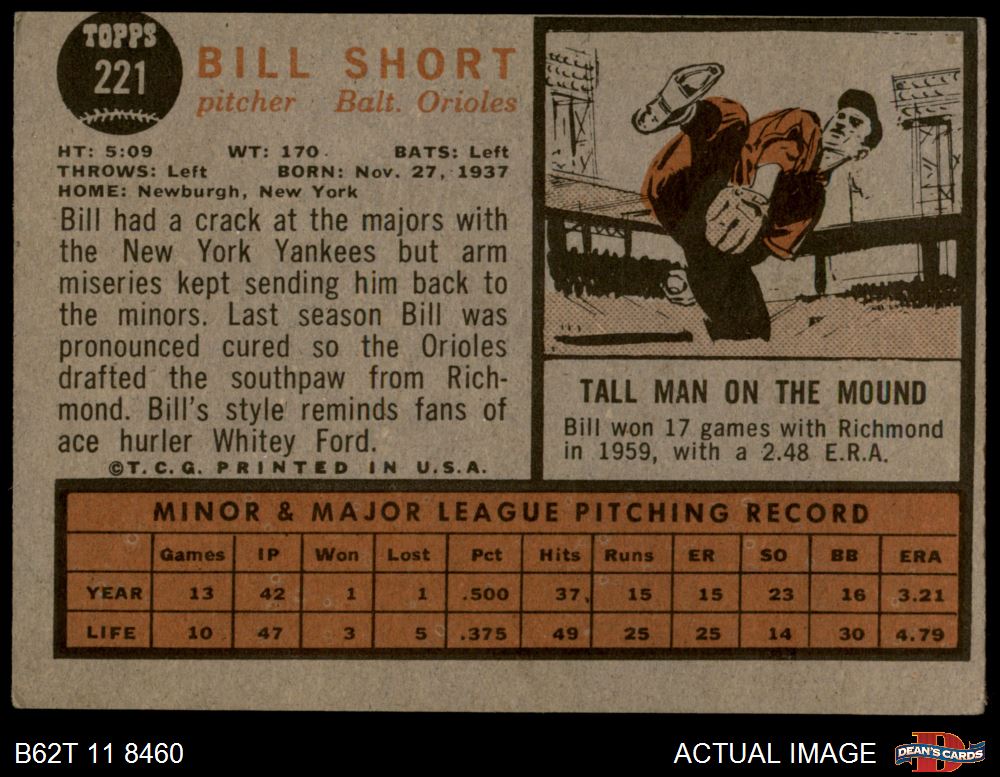 TOPPS
221
BILL SHORT
pitcher Balt. Orioles
HT: 5:09 WT: 170 BATS: Left
THROWS: Left BORN: Nov. 27, 1937
HOME: Newburgh, New York
Bill had a crack at the majors with
the New York Yankees but arm
miseries kept sending him back to
the minors. Last season Bill was
pronounced cured so the Orioles
drafted the southpaw from Rich-
mond. Bill's style reminds fans of
ace hurler Whitey Ford.
©T.C.G. PRINTED IN U.S.A.
TALL MAN ON THE MOUND
Bill won 17 games with Richmond
in 1959, with a 2.48 E.R.A.
MINOR & MAJOR LEAGUE PITCHING RECORD
Games IP Won Lost Pct Hits Runs ER SO BB ERA
YEAR 13 42 1 1 .500 37 15 15 23 16 3.21
LIFE 10 47 3 5 .375 49 25 25 14 30 4.79
B62T 11 8460
ACTUAL IMAGE
DEAN'S CARDS